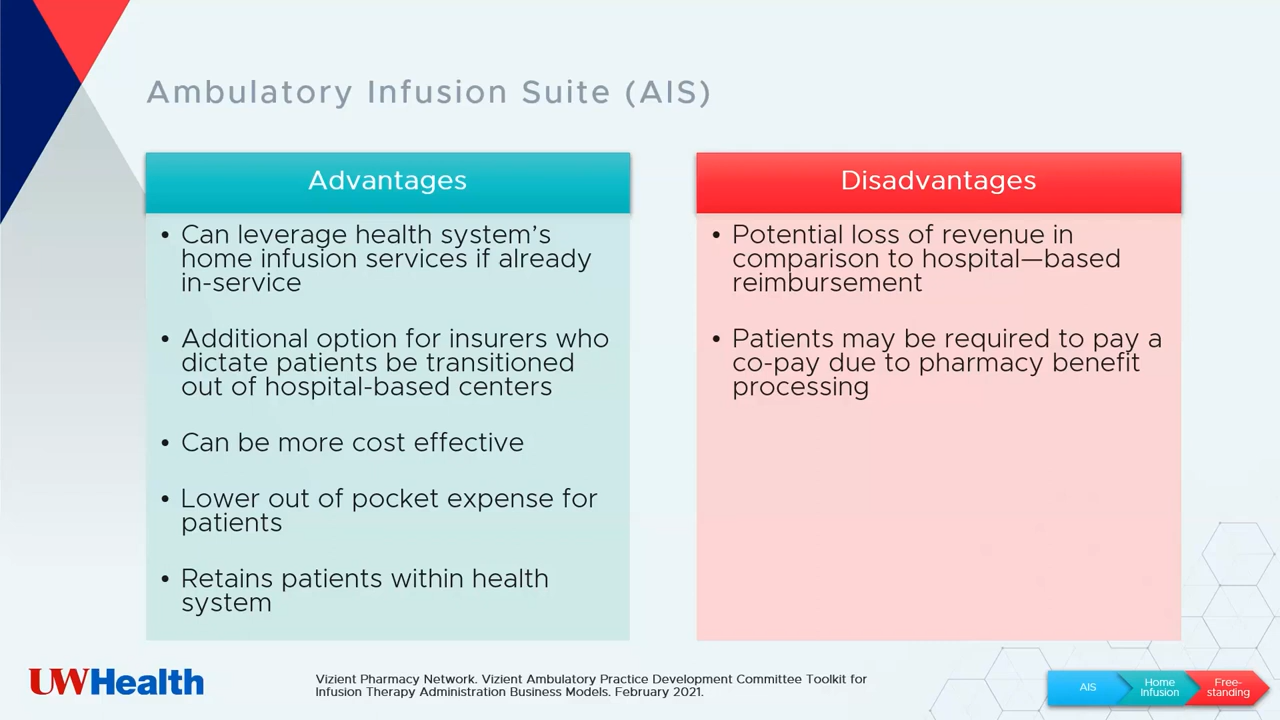 Ambulatory Infusion Suite (AIS)
Advantages
• Can leverage health system’s
home infusion services if already
in-service
• Additional option for insurers who
dictate patients be transitioned
out of hospital-based centers
• Can be more cost effective
• Lower out of pocket expense for
patients
• Retains patients within health
system
Disadvantages
• Potential loss of revenue in
comparison to hospital—based
reimbursement
• Patients may be required to pay a
co-pay due to pharmacy benefit
processing
UWHealth
Vizient Pharmacy Network. Vizient Ambulatory Practice Development Committee Toolkit for
Infusion Therapy Administration Business Models. February 2021.
AIS
Home
Infusion
Free-
standing